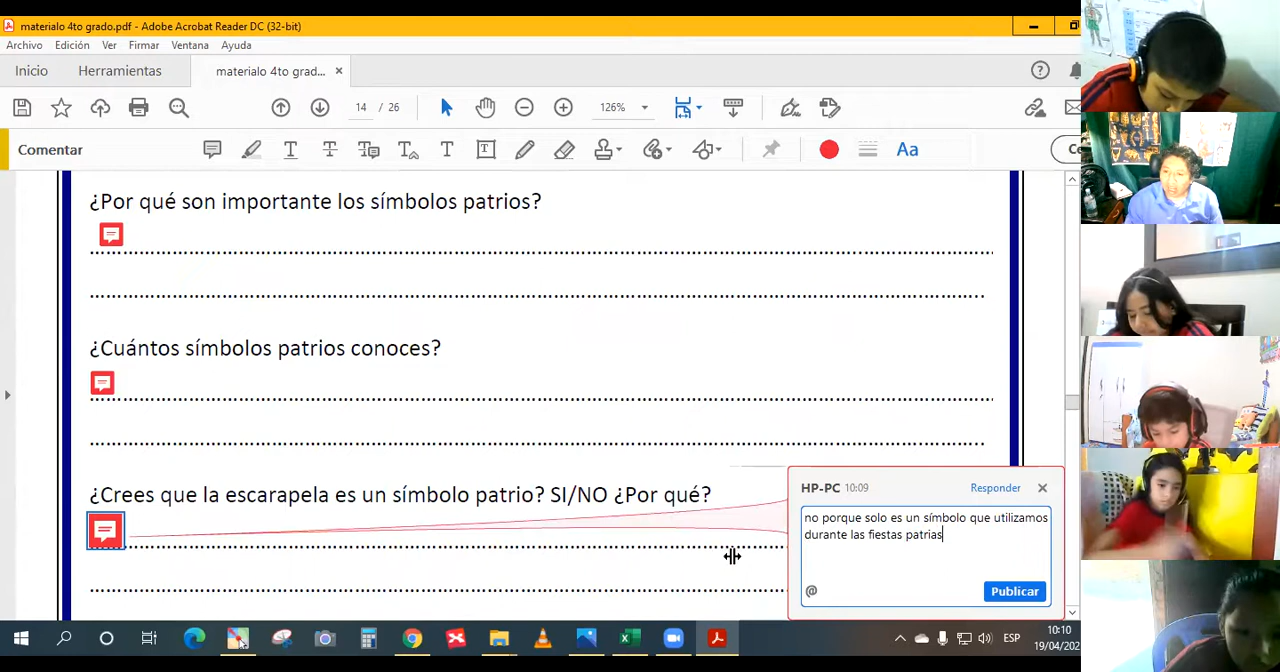 materialo 4to grado.pdf - Adobe Acrobat Reader DC (32-bit)
Archivo Edición Ver Firmar Ventana Ayuda
Inicio Herramientas materialo 4to grad... ×
14 / 26 126%
Comentar Aa
¿Por qué son importante los símbolos patrios?
¿Cuántos símbolos patrios conoces?
¿Crees que la escarapela es un símbolo patrio? SI/NO ¿Por qué?
HP-PC 10:09 Responder
no porque solo es un símbolo que utilizamos
durante las fiestas patrias
@ Publicar
ESP
10:10
19/04/202